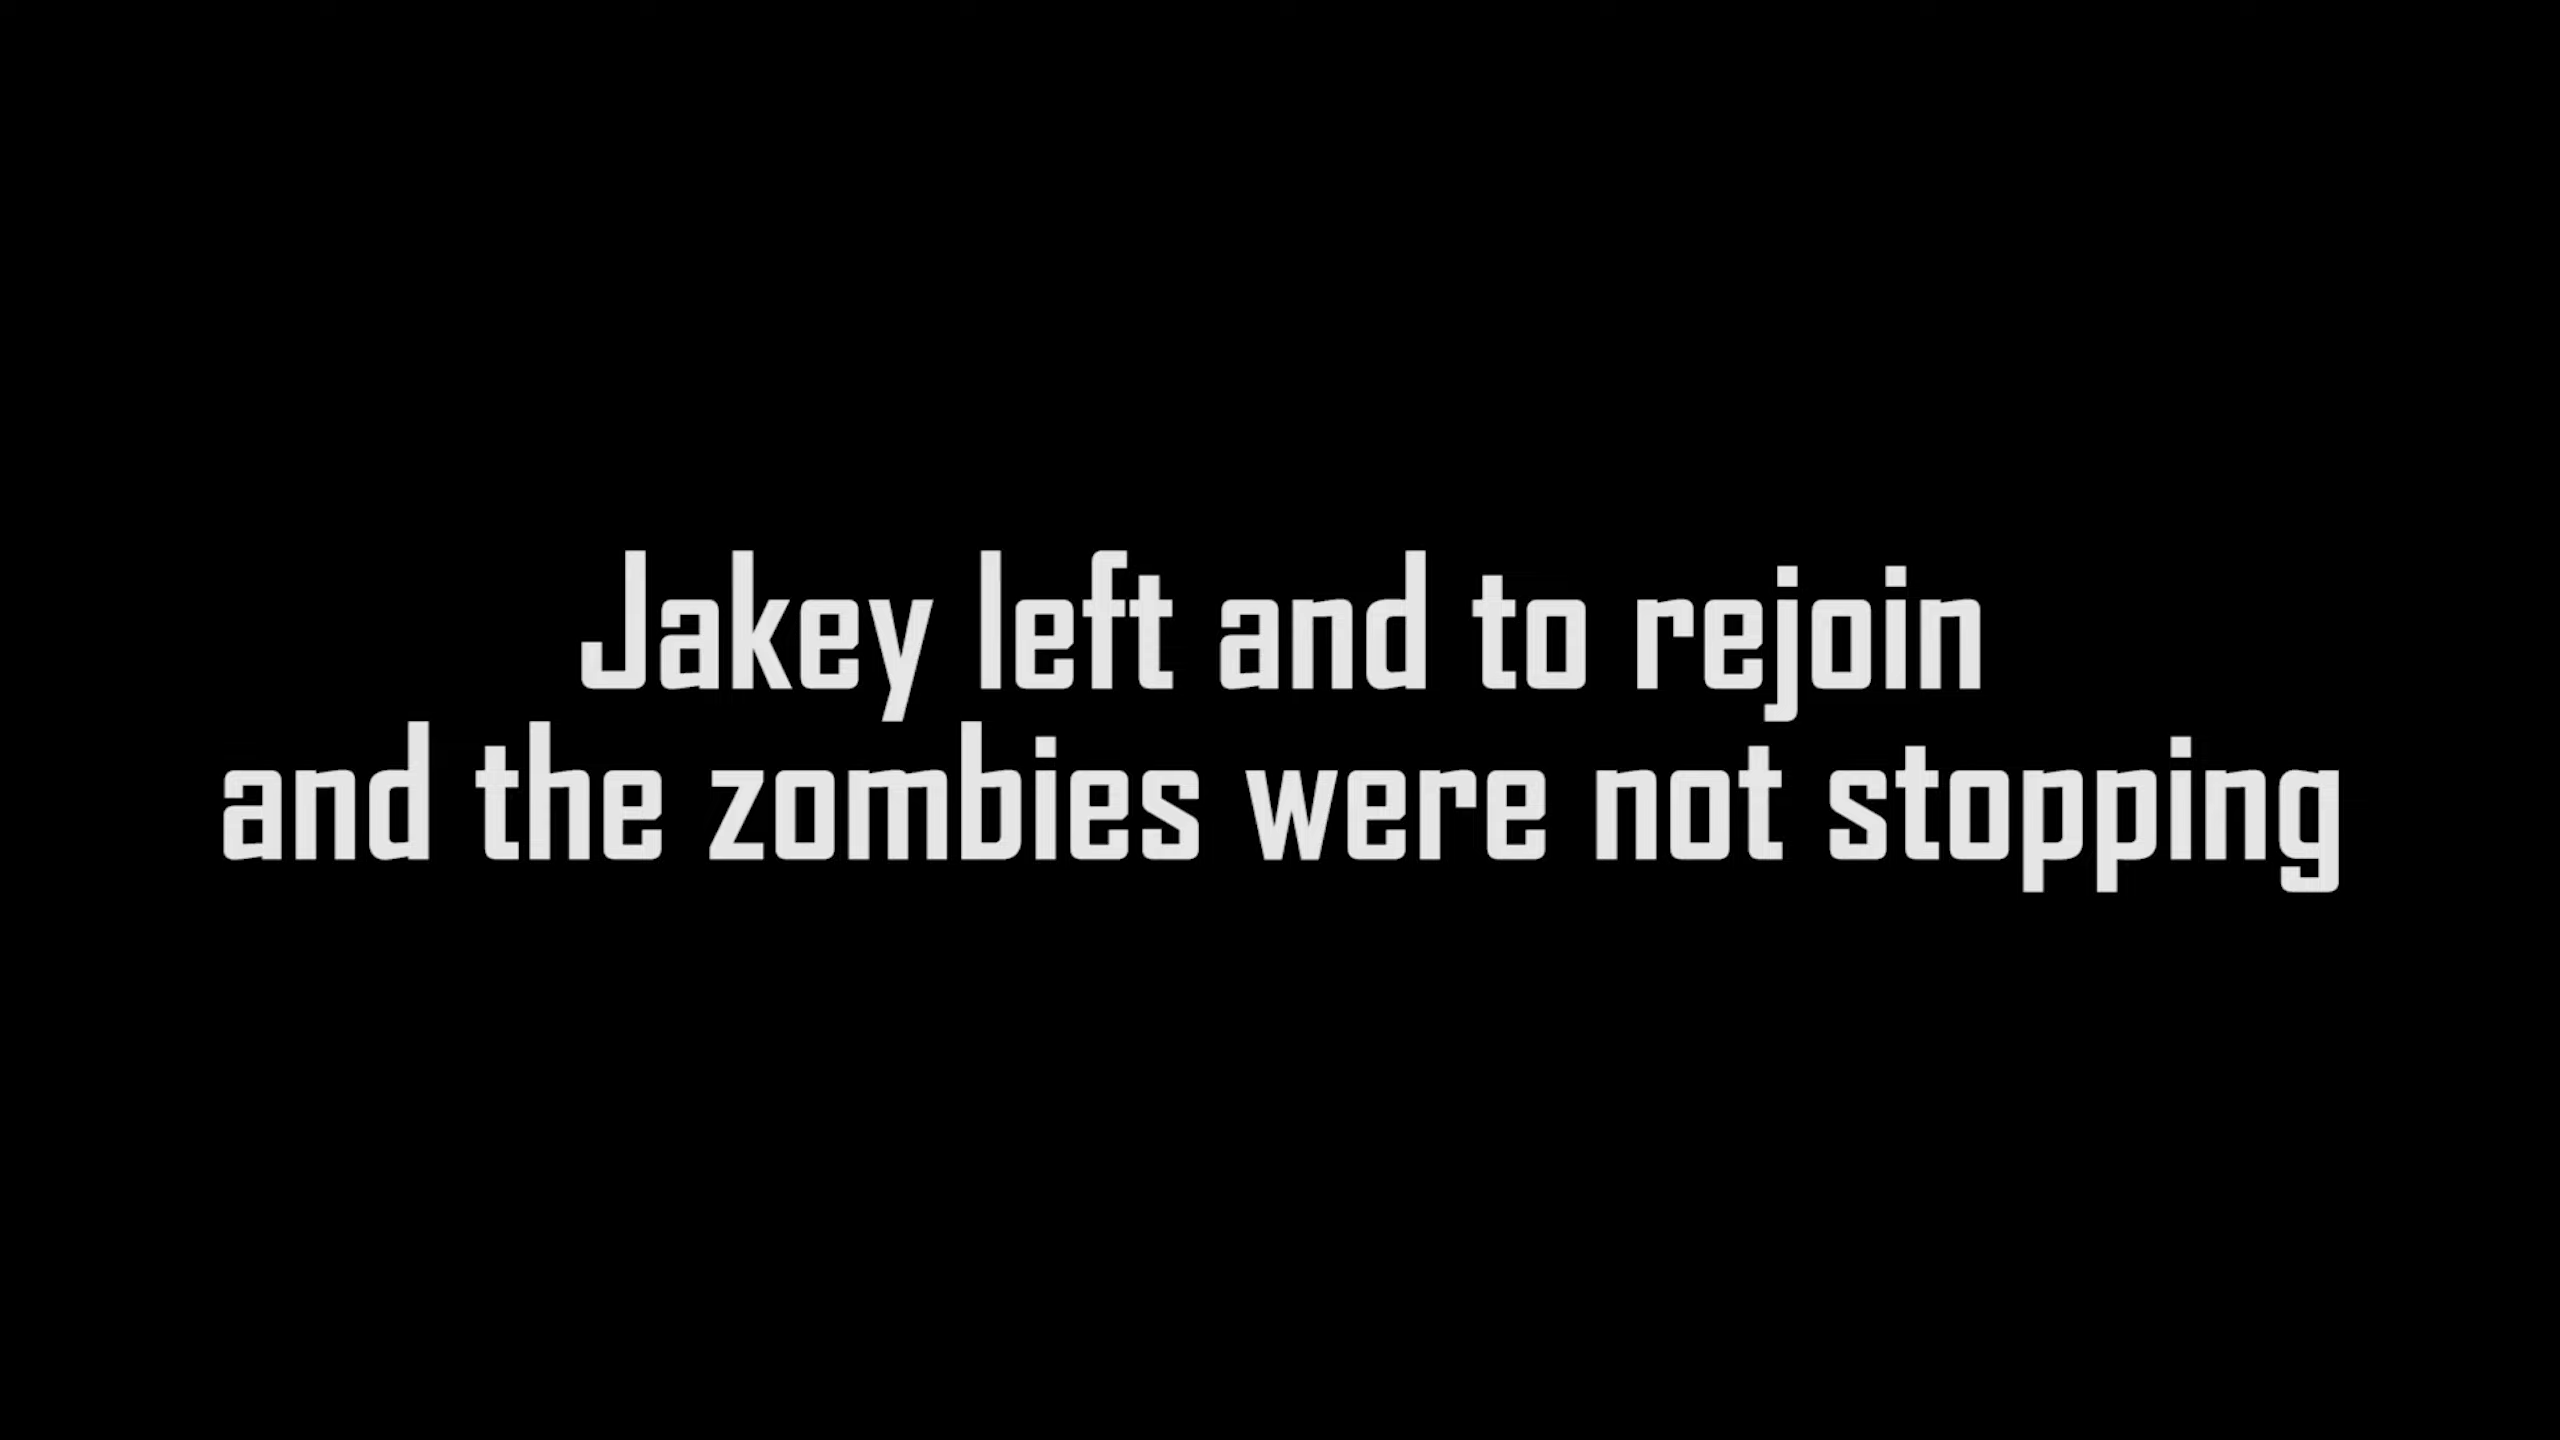 Jakey left and to rejoin
and the zombies were not stopping